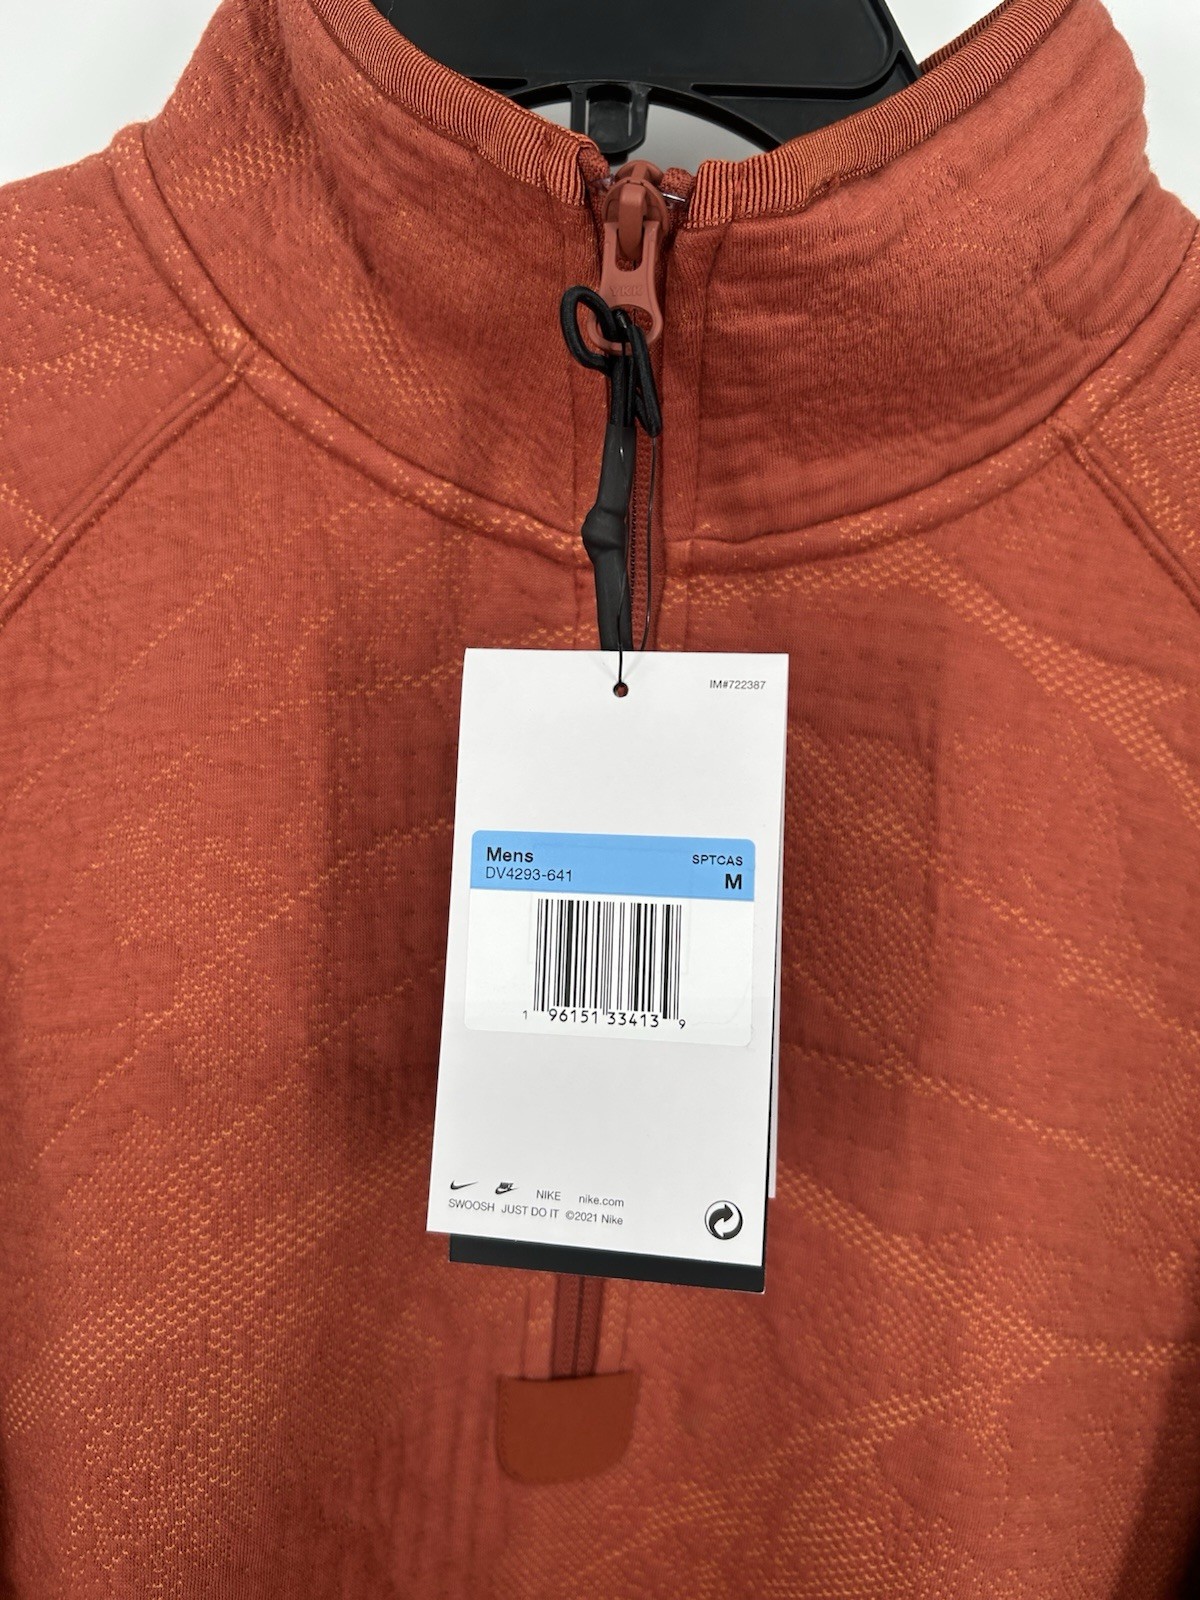 YKK
IM#722387
Mens
SPTCAS
DV4293-641
M
1 96151 33413 9
NIKE nike.com
SWOOSH JUST DO IT ©2021 Nike